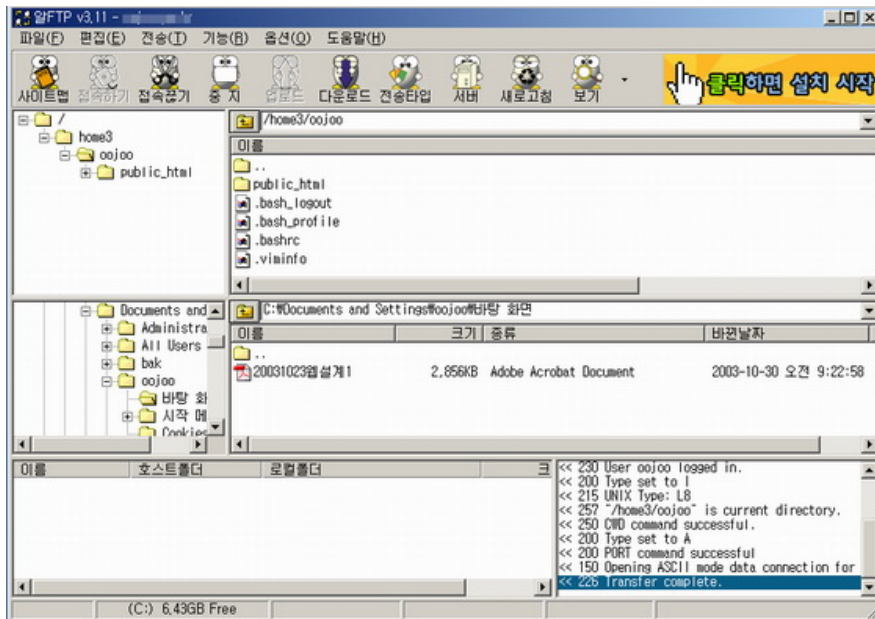 알FTP v3.11 -
파일(F) 편집(E) 전송(T) 기능(R) 옵션(O) 도움말(H)
사이트맵 접속하기 접속끊기 중 지 업로드 다운로드 전송타입 서버 새로고침 보기
클릭하면 설치 시작
/
home3
oojoo
public_html
/home3/oojoo
이름
..
public_html
.bash_logout
.bash_profile
.bashrc
.viminfo
Documents and
Administra
All Users
bak
oojoo
바탕 화
시작 메
Cookies
C:₩Documents and Settings₩oojoo₩바탕 화면
이름 크기 종류 바뀐날짜
..
20031023웹설계1 2,856KB Adobe Acrobat Document 2003-10-30 오전 9:22:58
이름 호스트폴더 로컬폴더 크
<< 230 User oojoo logged in.
<< 200 Type set to I
<< 215 UNIX Type: L8
<< 257 "/home3/oojoo" is current directory.
<< 250 CWD command successful.
<< 200 Type set to A
<< 200 PORT command successful
<< 150 Opening ASCII mode data connection for
<< 226 Transfer complete.
(C:) 6,43GB Free